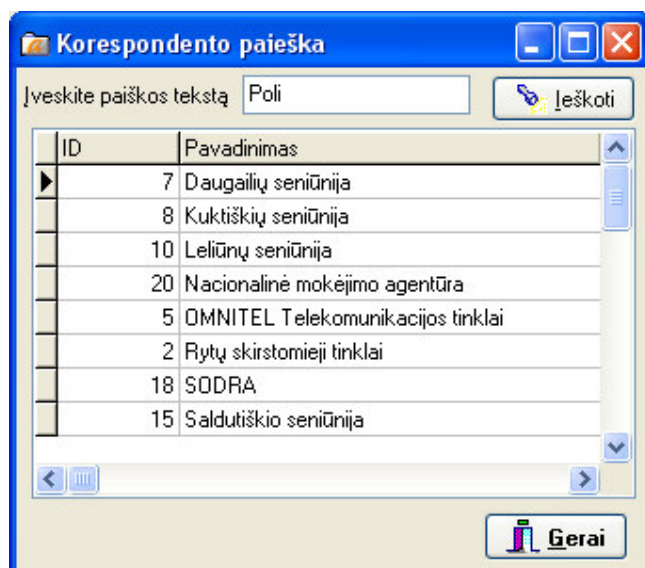 Korespondento paieška
Įveskite paiškos tekstą Poli Ieškoti
ID Pavadinimas
7 Daugailių seniūnija
8 Kuktiškių seniūnija
10 Leliūnų seniūnija
20 Nacionalinė mokėjimo agentūra
5 OMNITEL Telekomunikacijos tinklai
2 Rytų skirstomieji tinklai
18 SODRA
15 Saldutiškio seniūnija
Gerai